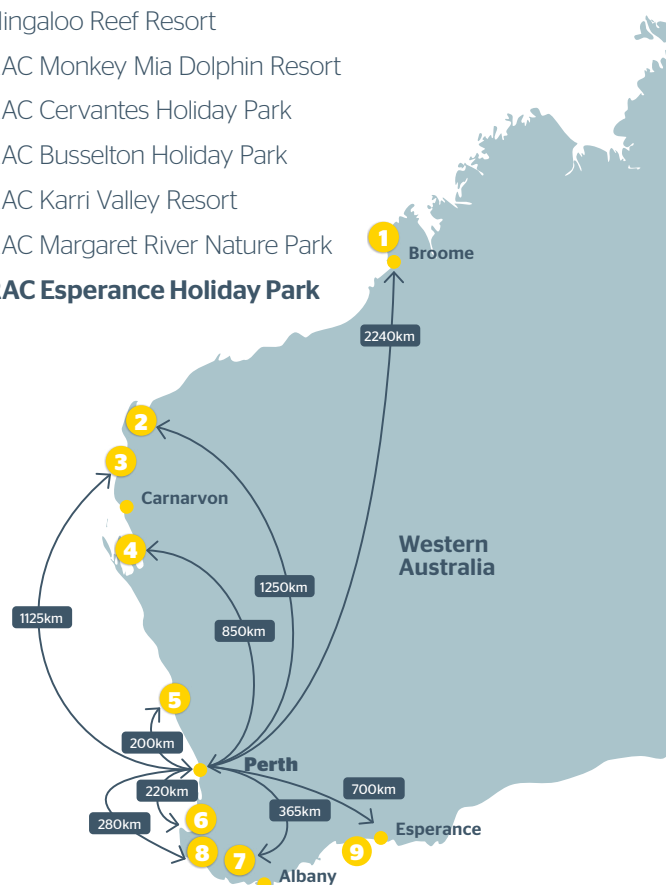 ingaloo Reef Resort
AC Monkey Mia Dolphin Resort
AC Cervantes Holiday Park
AC Busselton Holiday Park
AC Karri Valley Resort
AC Margaret River Nature Park
AC Esperance Holiday Park
1
Broome
2240km
2
3
Carnarvon
4
Western
Australia
1250km
1125km
850km
5
200km
Perth
220km
700km
365km
6
280km
Esperance
8
7
9
Albany